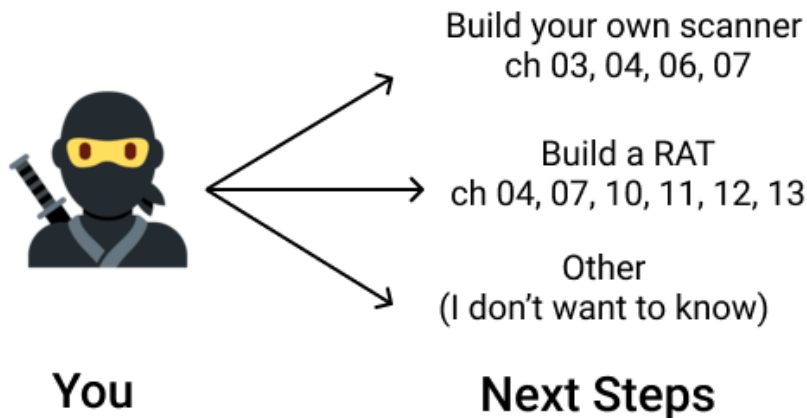 Build your own scanner
ch 03, 04, 06, 07
Build a RAT
ch 04, 07, 10, 11, 12, 13
Other
(I don’t want to know)
You
Next Steps